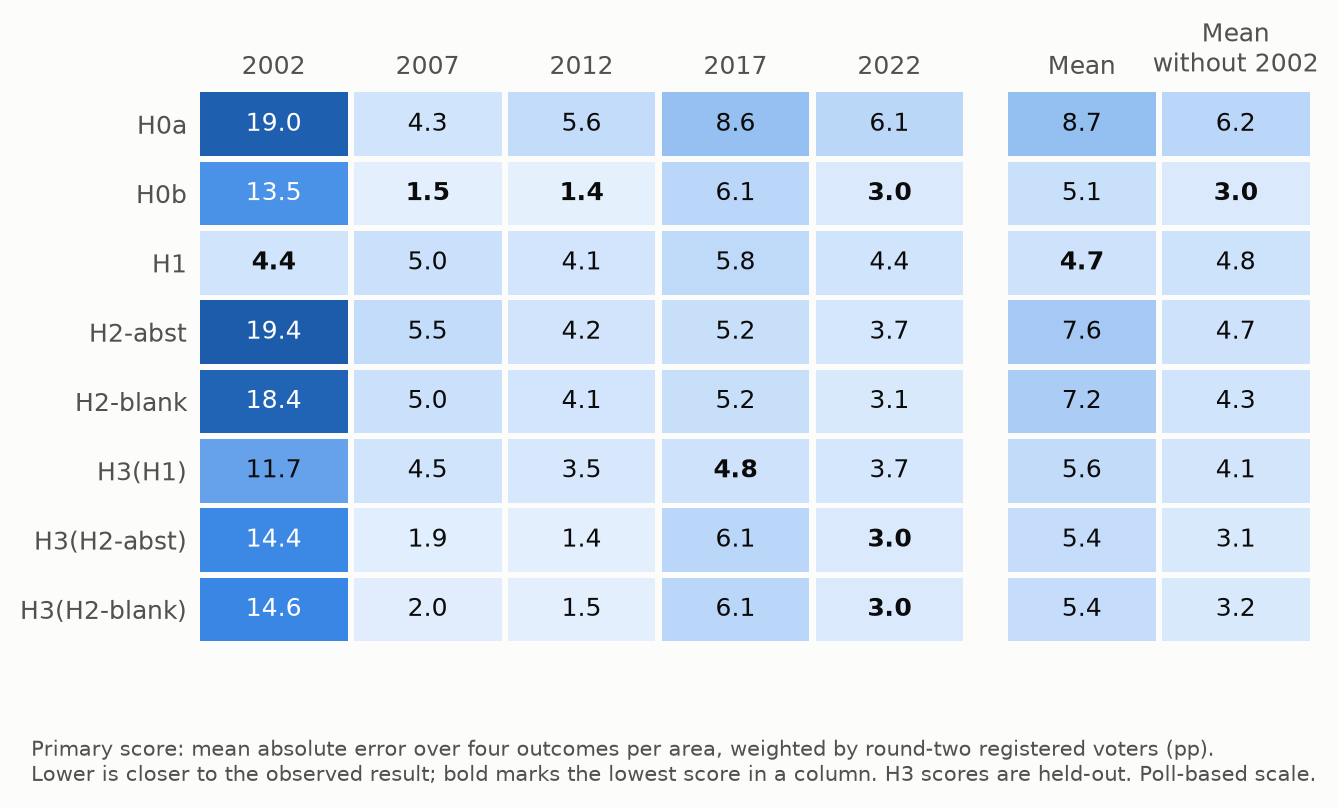 Mean
2002 2007 2012 2017 2022 Mean without 2002
H0a 19.0 4.3 5.6 8.6 6.1 8.7 6.2
H0b 13.5 1.5 1.4 6.1 3.0 5.1 3.0
H1 4.4 5.0 4.1 5.8 4.4 4.7 4.8
H2-abst 19.4 5.5 4.2 5.2 3.7 7.6 4.7
H2-blank 18.4 5.0 4.1 5.2 3.1 7.2 4.3
H3(H1) 11.7 4.5 3.5 4.8 3.7 5.6 4.1
H3(H2-abst) 14.4 1.9 1.4 6.1 3.0 5.4 3.1
H3(H2-blank) 14.6 2.0 1.5 6.1 3.0 5.4 3.2
Primary score: mean absolute error over four outcomes per area, weighted by round-two registered voters (pp).
Lower is closer to the observed result; bold marks the lowest score in a column. H3 scores are held-out. Poll-based scale.